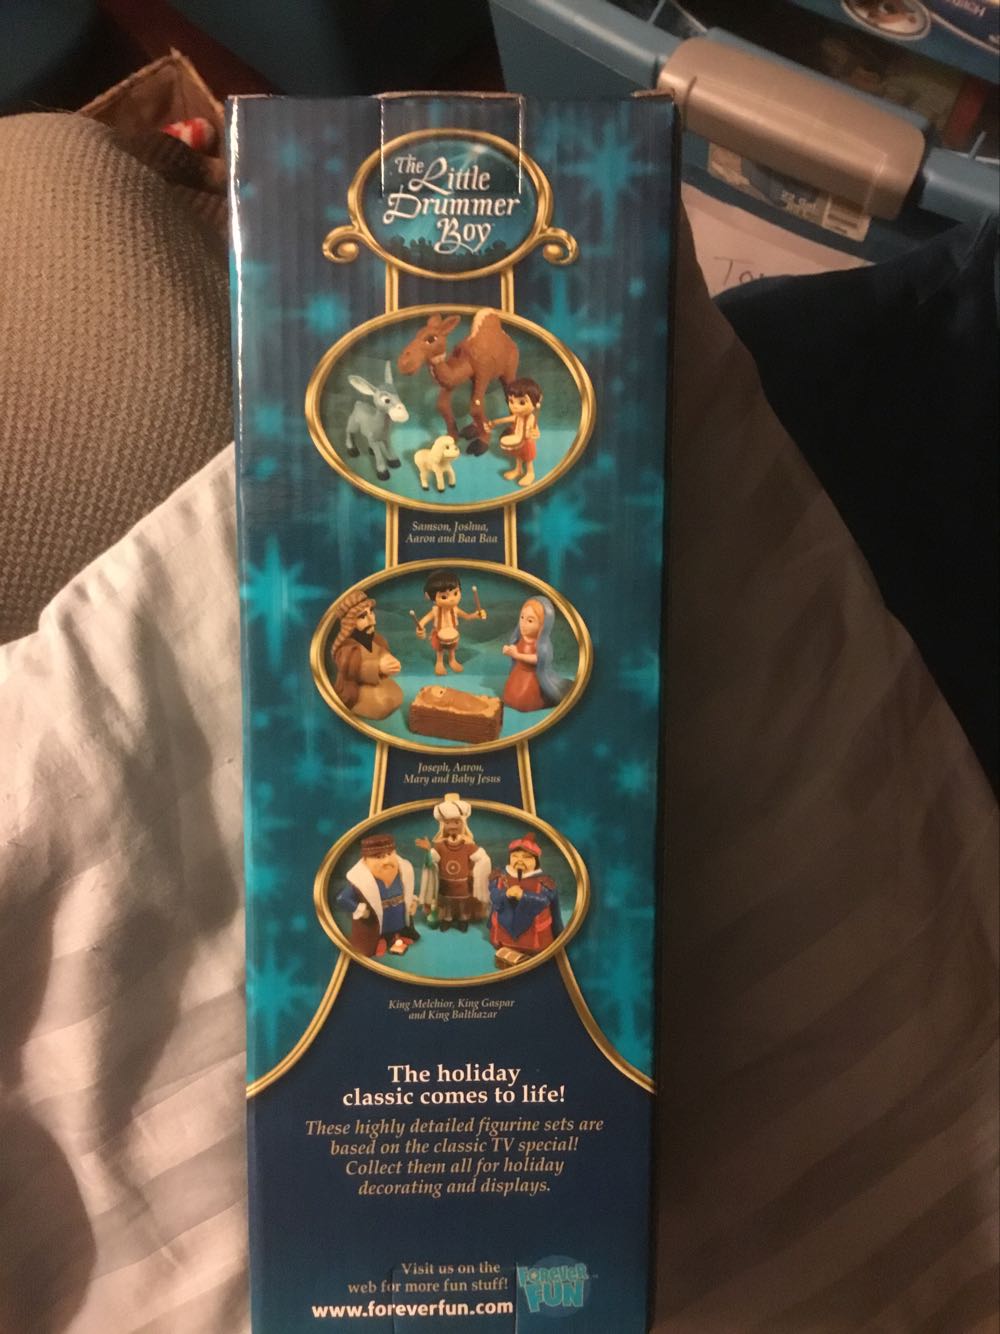 The Little
Drummer
Boy
Samson, Joshua,
Aaron and Baa Baa
Joseph, Aaron,
Mary and Baby Jesus
King Melchior, King Gaspar
and King Balthazar
The holiday
classic comes to life!
These highly detailed figurine sets are
based on the classic TV special!
Collect them all for holiday
decorating and displays.
Visit us on the
web for more fun stuff!
www.foreverfun.com
FOREVER
FUN